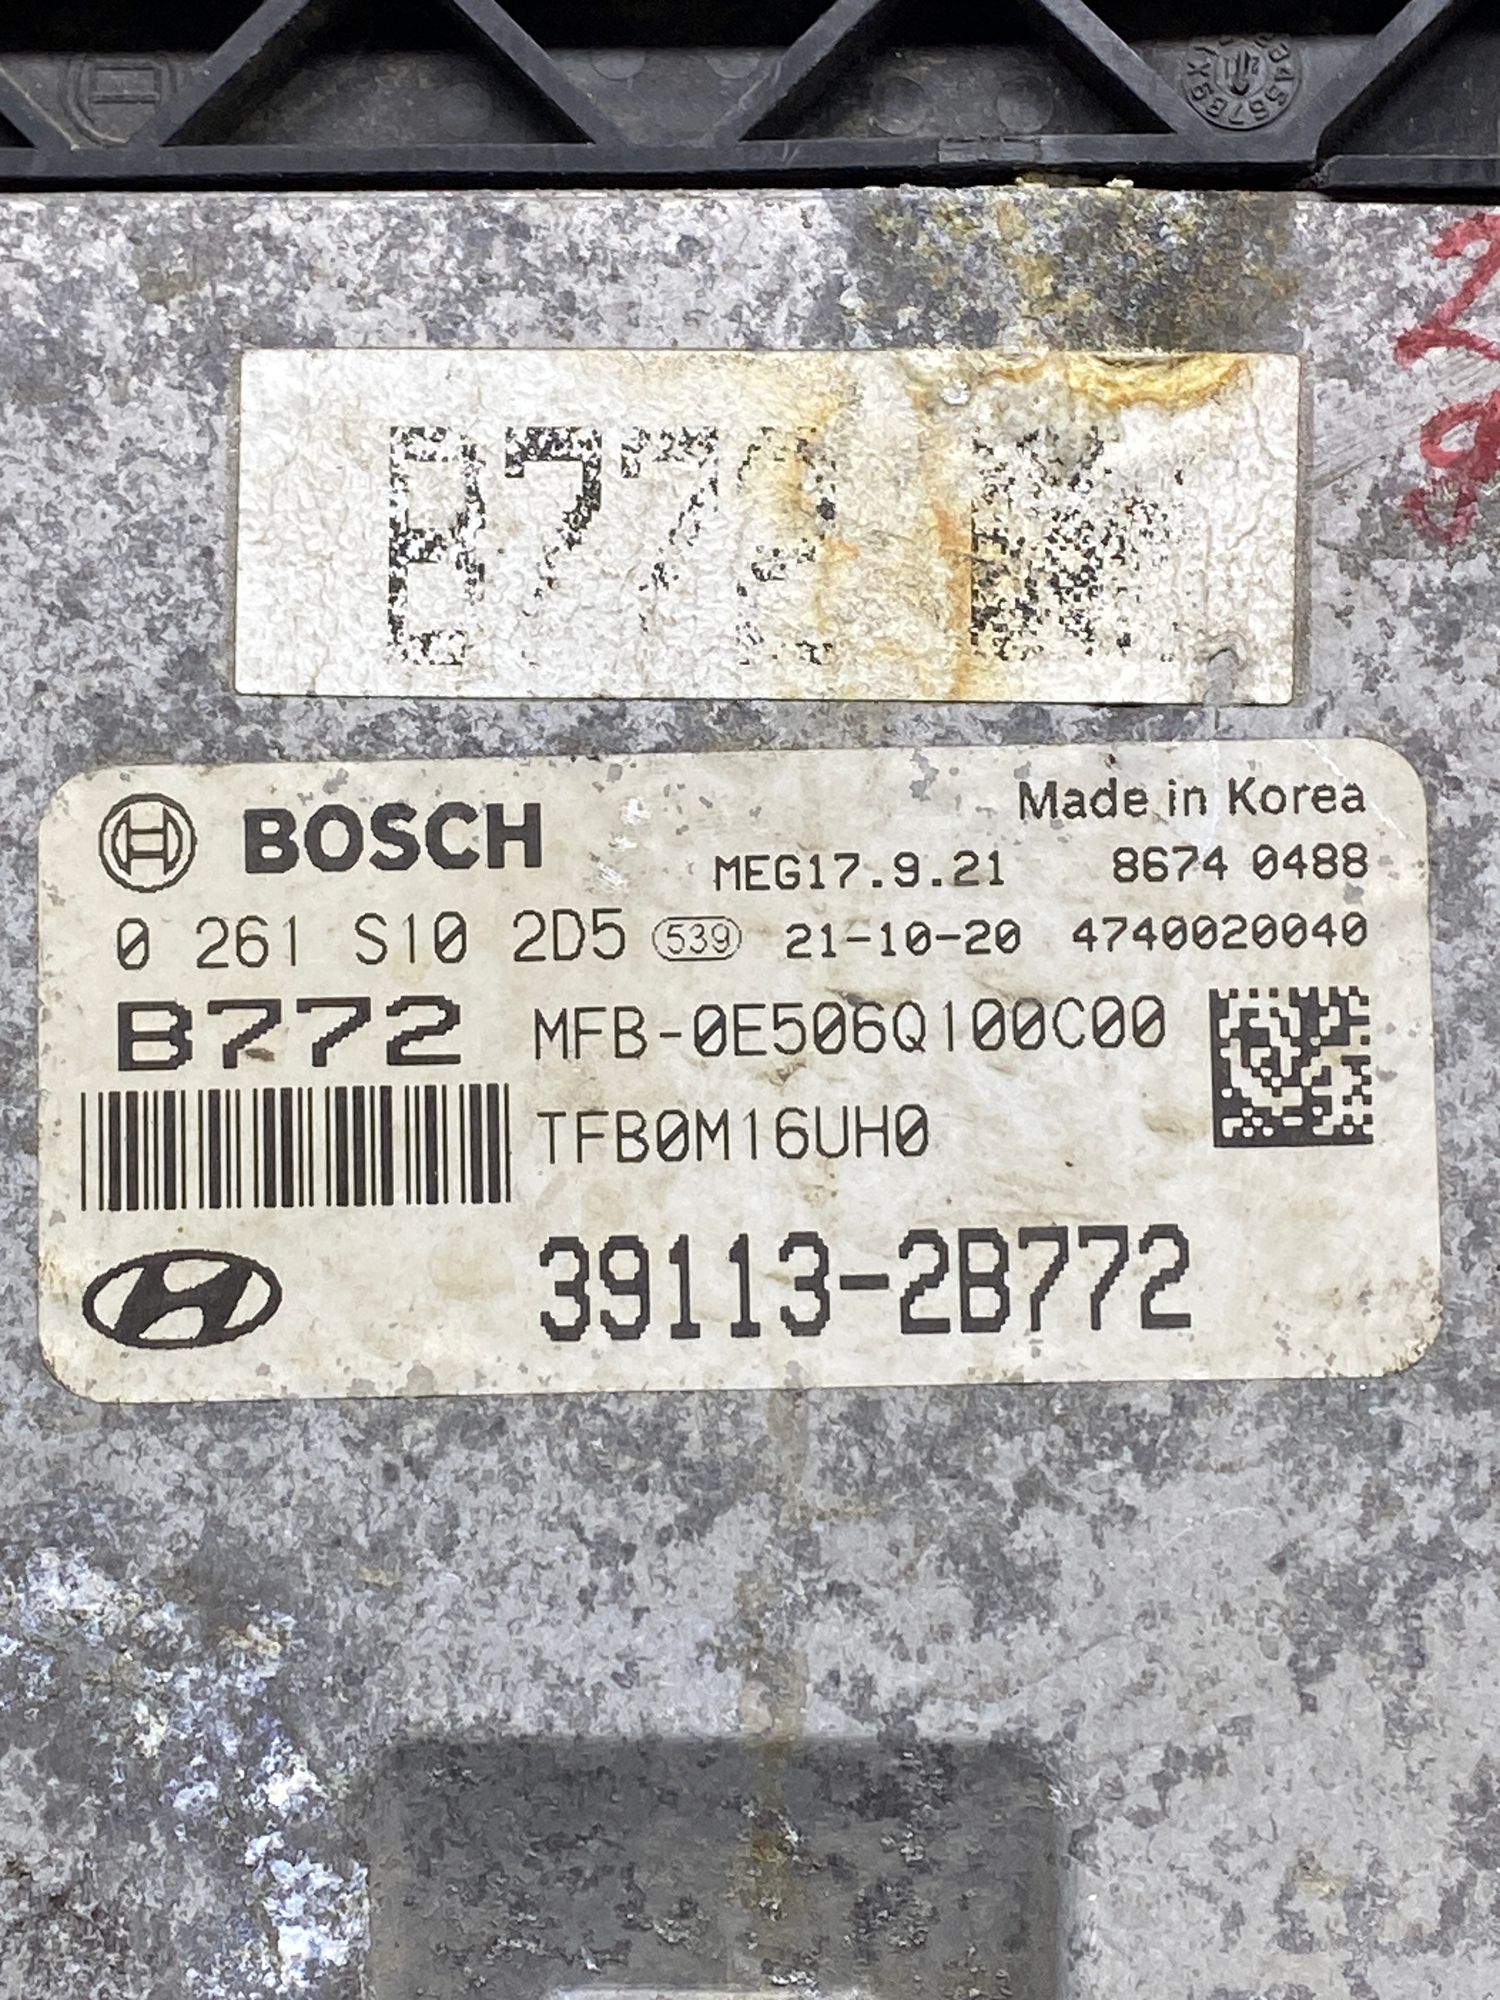 B772
BOSCH
Made in Korea
MEG17.9.21 8674 0488
0 261 S10 2D5 539 21-10-20 4740020040
B772 MFB-0E506Q100C00
TFB0M16UH0
39113-2B772